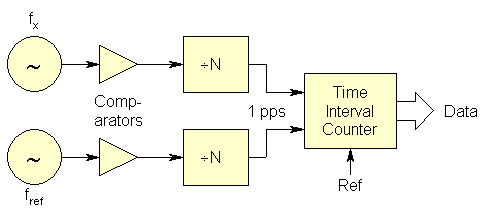 fx
~
÷N
Comp-
arators
1 pps
Time
Interval
Counter
Data
~
÷N
fref
Ref